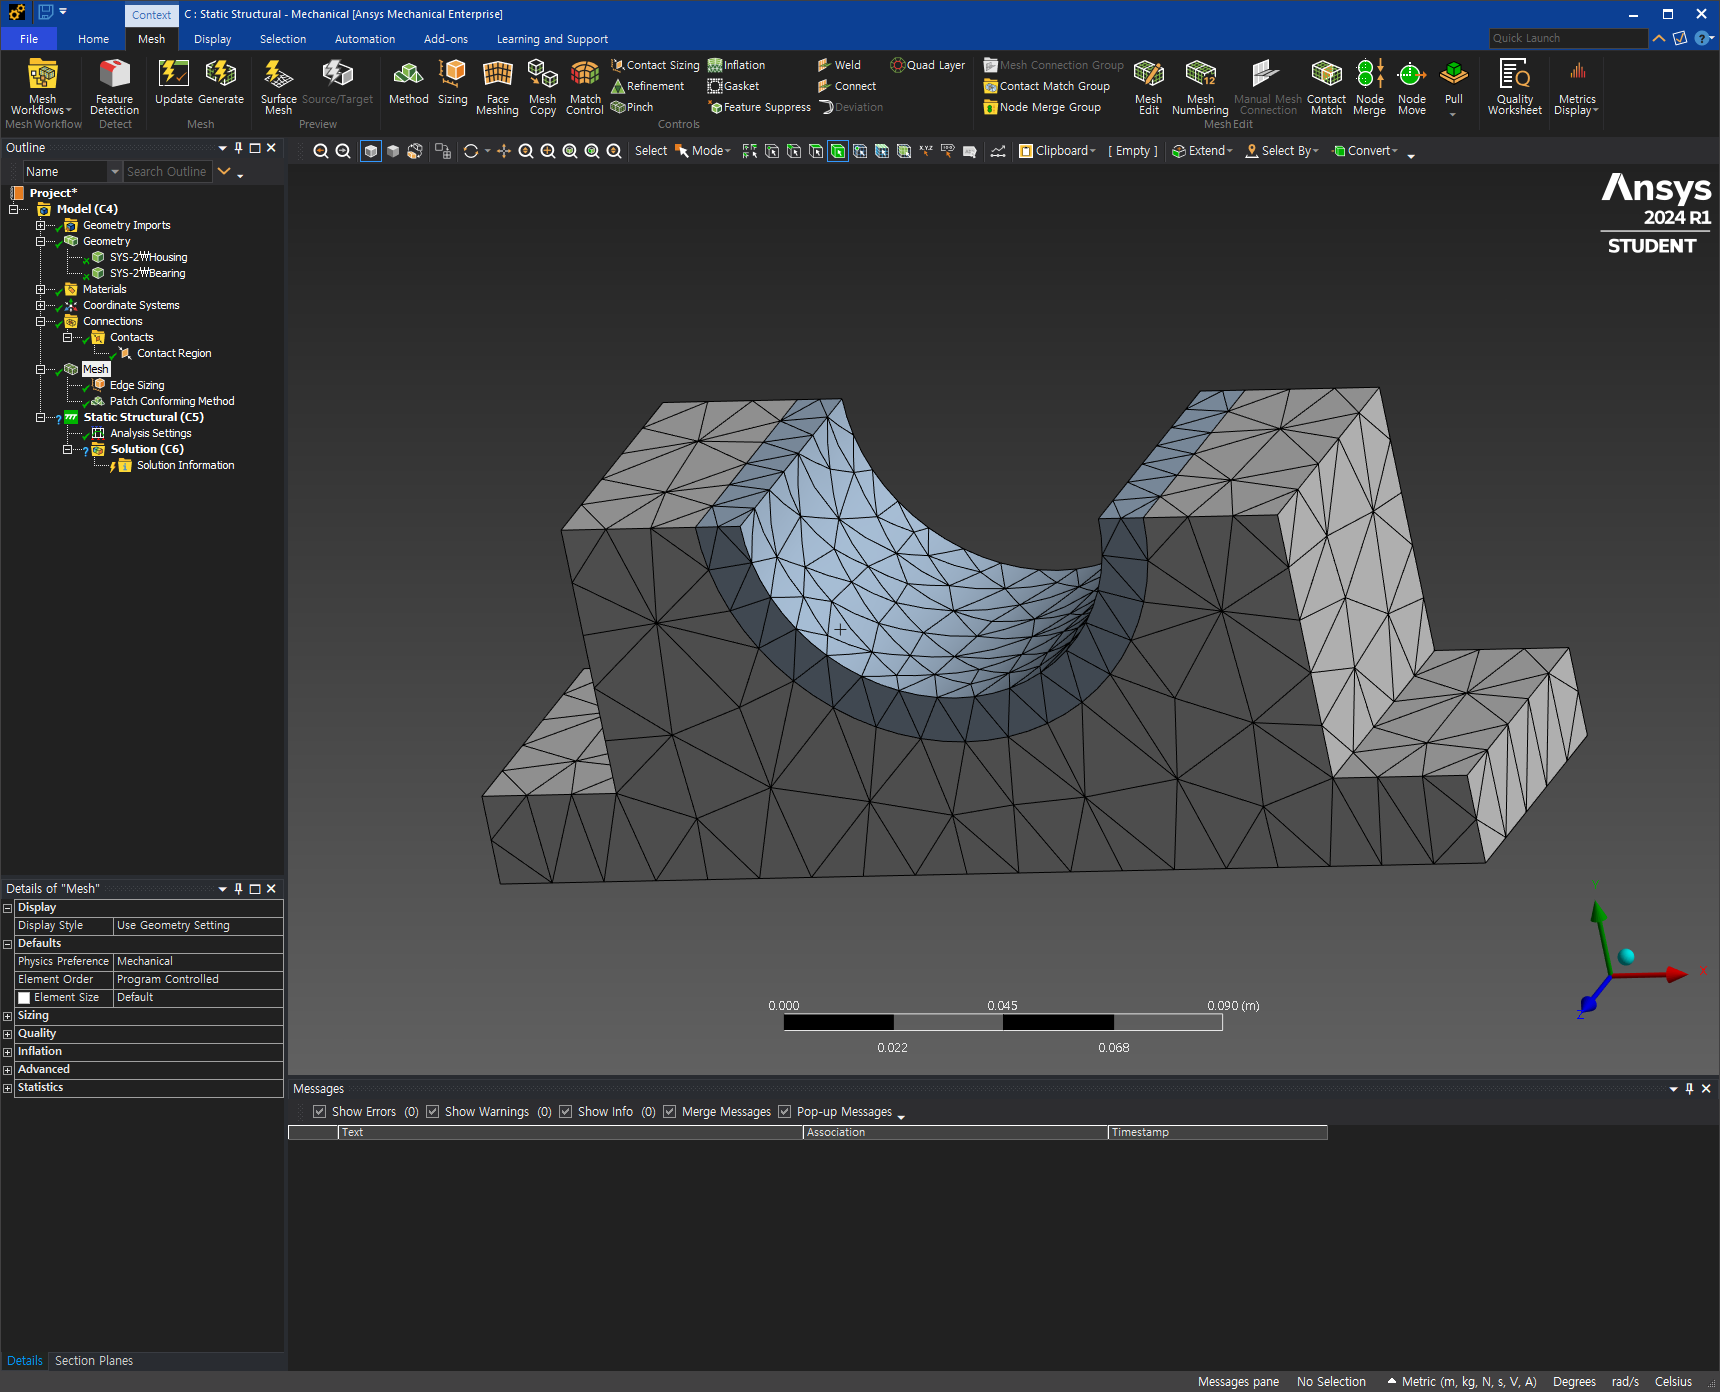 Context
C : Static Structural - Mechanical [Ansys Mechanical Enterprise]
File Home Mesh Display Selection Automation Add-ons Learning and Support
Quick Launch
Mesh Workflows
Mesh Workflow
Feature Detection
Detect
Update Generate
Mesh
Surface Mesh Source/Target
Preview
Method Sizing Face Meshing Mesh Copy Match Control
Contact Sizing Inflation Weld Quad Layer
Refinement Gasket Connect
Pinch Feature Suppress Deviation
Controls
Mesh Connection Group
Contact Match Group
Node Merge Group
Mesh Edit Mesh Numbering Manual Mesh Connection Contact Match Node Merge Node Move Pull
Mesh Edit
Quality Worksheet
Metrics Display
Outline
Name Search Outline
Select Mode Clipboard [ Empty ] Extend Select By Convert
Project*
Model (C4)
Geometry Imports
Geometry
SYS-2₩Housing
SYS-2₩Bearing
Materials
Coordinate Systems
Connections
Contacts
Contact Region
Mesh
Edge Sizing
Patch Conforming Method
Static Structural (C5)
Analysis Settings
Solution (C6)
Solution Information
Ansys
2024 R1
STUDENT
Y
X
Z
0.000 0.045 0.090 (m)
0.022 0.068
Details of "Mesh"
Display
Display Style Use Geometry Setting
Defaults
Physics Preference Mechanical
Element Order Program Controlled
Element Size Default
Sizing
Quality
Inflation
Advanced
Statistics
Details Section Planes
Messages
Show Errors (0) Show Warnings (0) Show Info (0) Merge Messages Pop-up Messages
Text Association Timestamp
Messages pane No Selection Metric (m, kg, N, s, V, A) Degrees rad/s Celsius